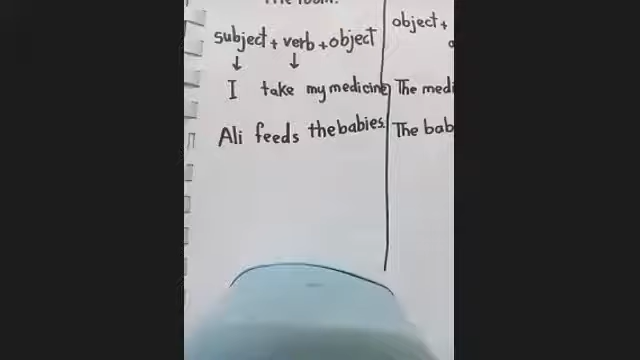 subject + verb + object
object +
I take my medicine
The medi
Ali feeds the babies.
The bab